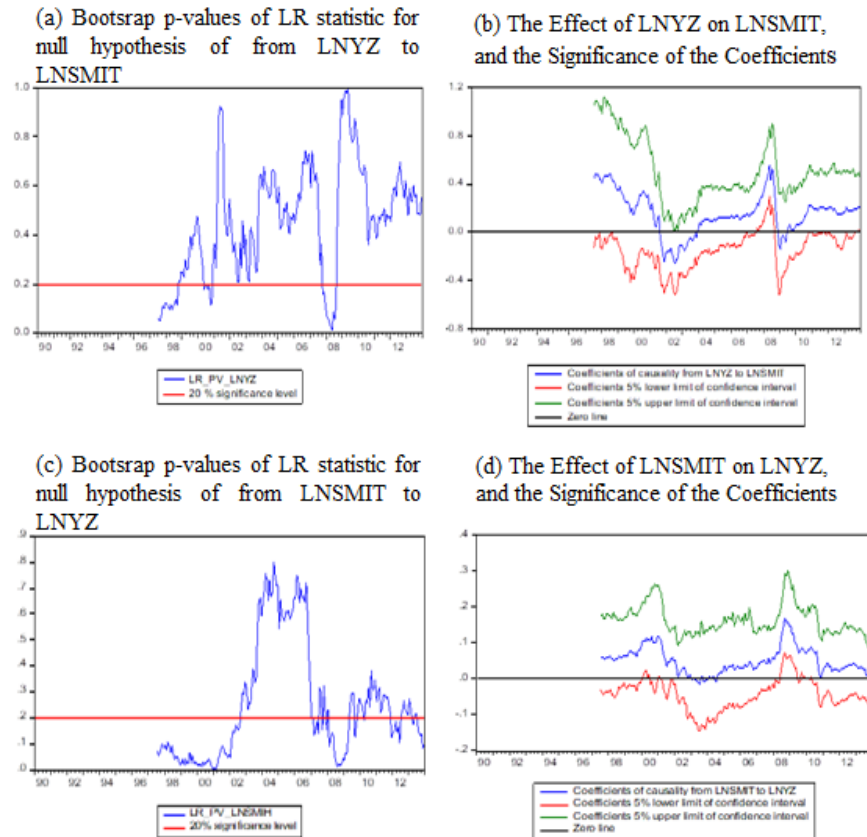 (a) Bootsrap p-values of LR statistic for
null hypothesis of from LNYZ to
LNSMIT
1.0
0.8
0.6
0.4
0.2
0.0
90 92 94 96 98 00 02 04 06 08 10 12
LR_PV_LNYZ
20 % significance level
(b) The Effect of LNYZ on LNSMIT,
and the Significance of the Coefficients
1.2
0.8
0.4
0.0
-0.4
-0.8
90 92 94 96 98 00 02 04 06 08 10 12
Coefficients of causality from LNYZ to LNSMIT
Coefficients 5% lower limit of confidence interval
Coefficients 5% upper limit of confidence interval
Zero line
(c) Bootsrap p-values of LR statistic for
null hypothesis of from LNSMIT to
LNYZ
.9
.8
.7
.6
.5
.4
.3
.2
.1
.0
90 92 94 96 98 00 02 04 06 08 10 12
LR_PV_LNSMIH
20% significance level
(d) The Effect of LNSMIT on LNYZ,
and the Significance of the Coefficients
.4
.3
.2
.1
.0
-.1
-.2
90 92 94 96 98 00 02 04 06 08 10 12
Coefficients of causality from LNSMIT to LNYZ
Coefficients 5% lower limit of confidence interval
Coefficients 5% upper limit of confidence interval
Zero line